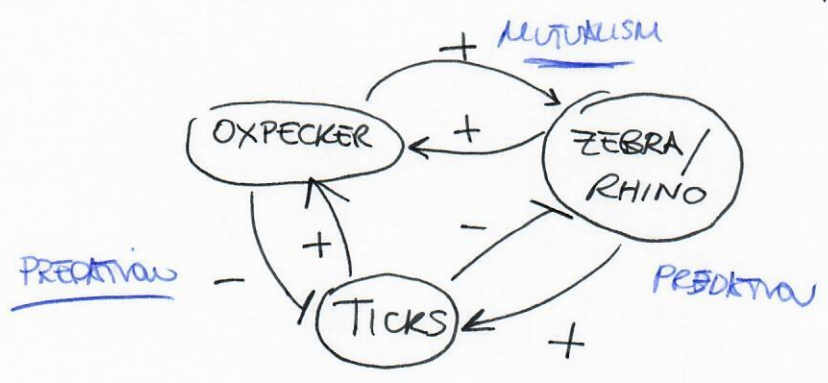 + MUTUALISM
OXPECKER + ZEBRA/
RHINO
PREDATION - + - PREDATION
TICKS +